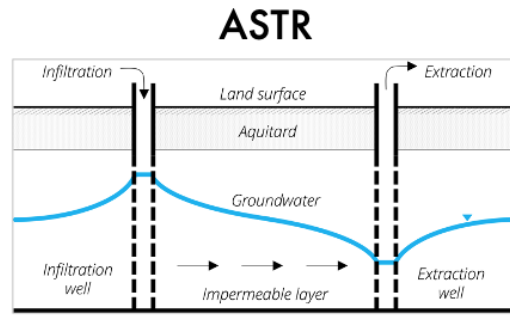 ASTR
Infiltration
Extraction
Land surface
Aquitard
Groundwater
Infiltration
well
Extraction
well
impermeable layer